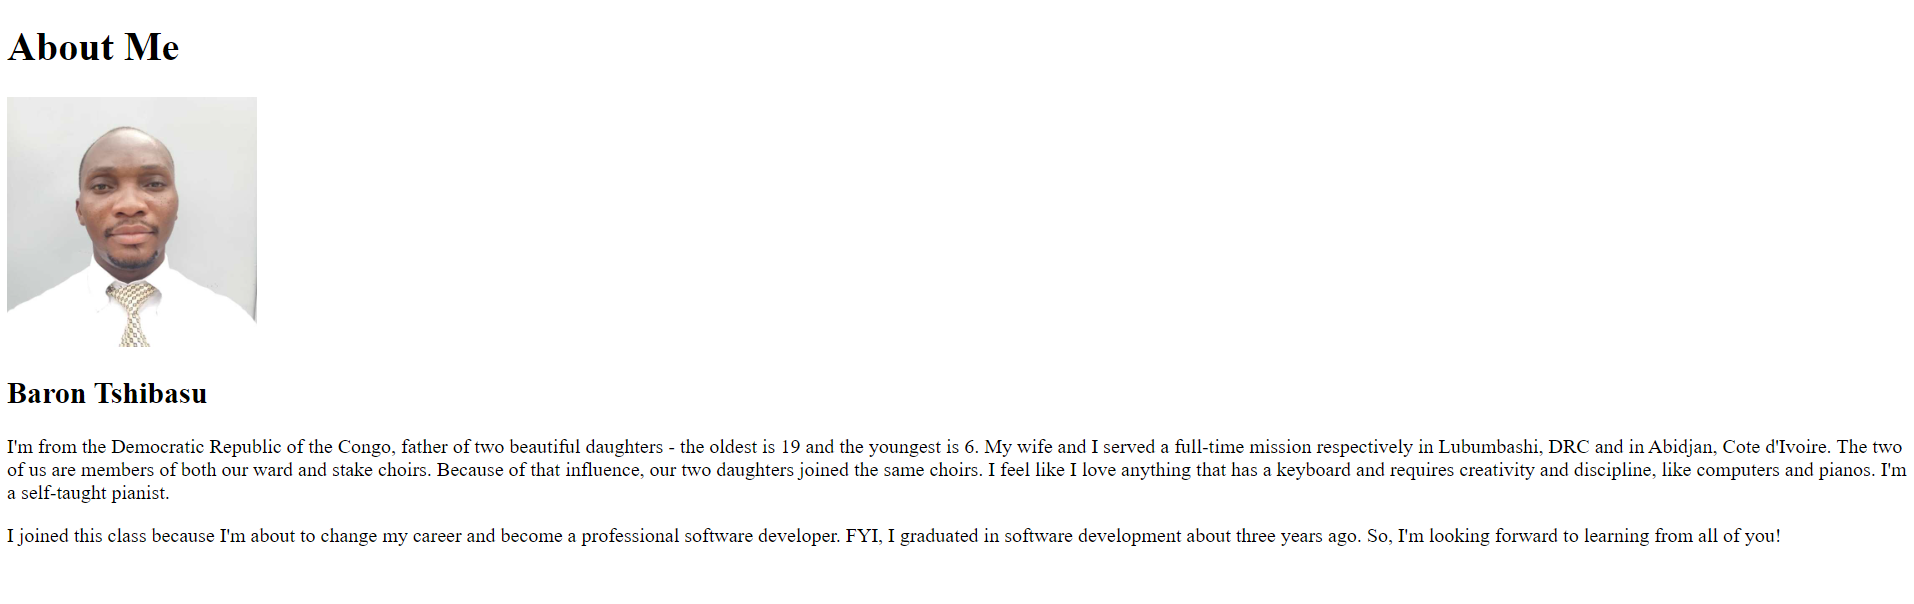 About Me
Baron Tshibasu
I'm from the Democratic Republic of the Congo, father of two beautiful daughters - the oldest is 19 and the youngest is 6. My wife and I served a full-time mission respectively in Lubumbashi, DRC and in Abidjan, Cote d'Ivoire. The two
of us are members of both our ward and stake choirs. Because of that influence, our two daughters joined the same choirs. I feel like I love anything that has a keyboard and requires creativity and discipline, like computers and pianos. I'm
a self-taught pianist.
I joined this class because I'm about to change my career and become a professional software developer. FYI, I graduated in software development about three years ago. So, I'm looking forward to learning from all of you!